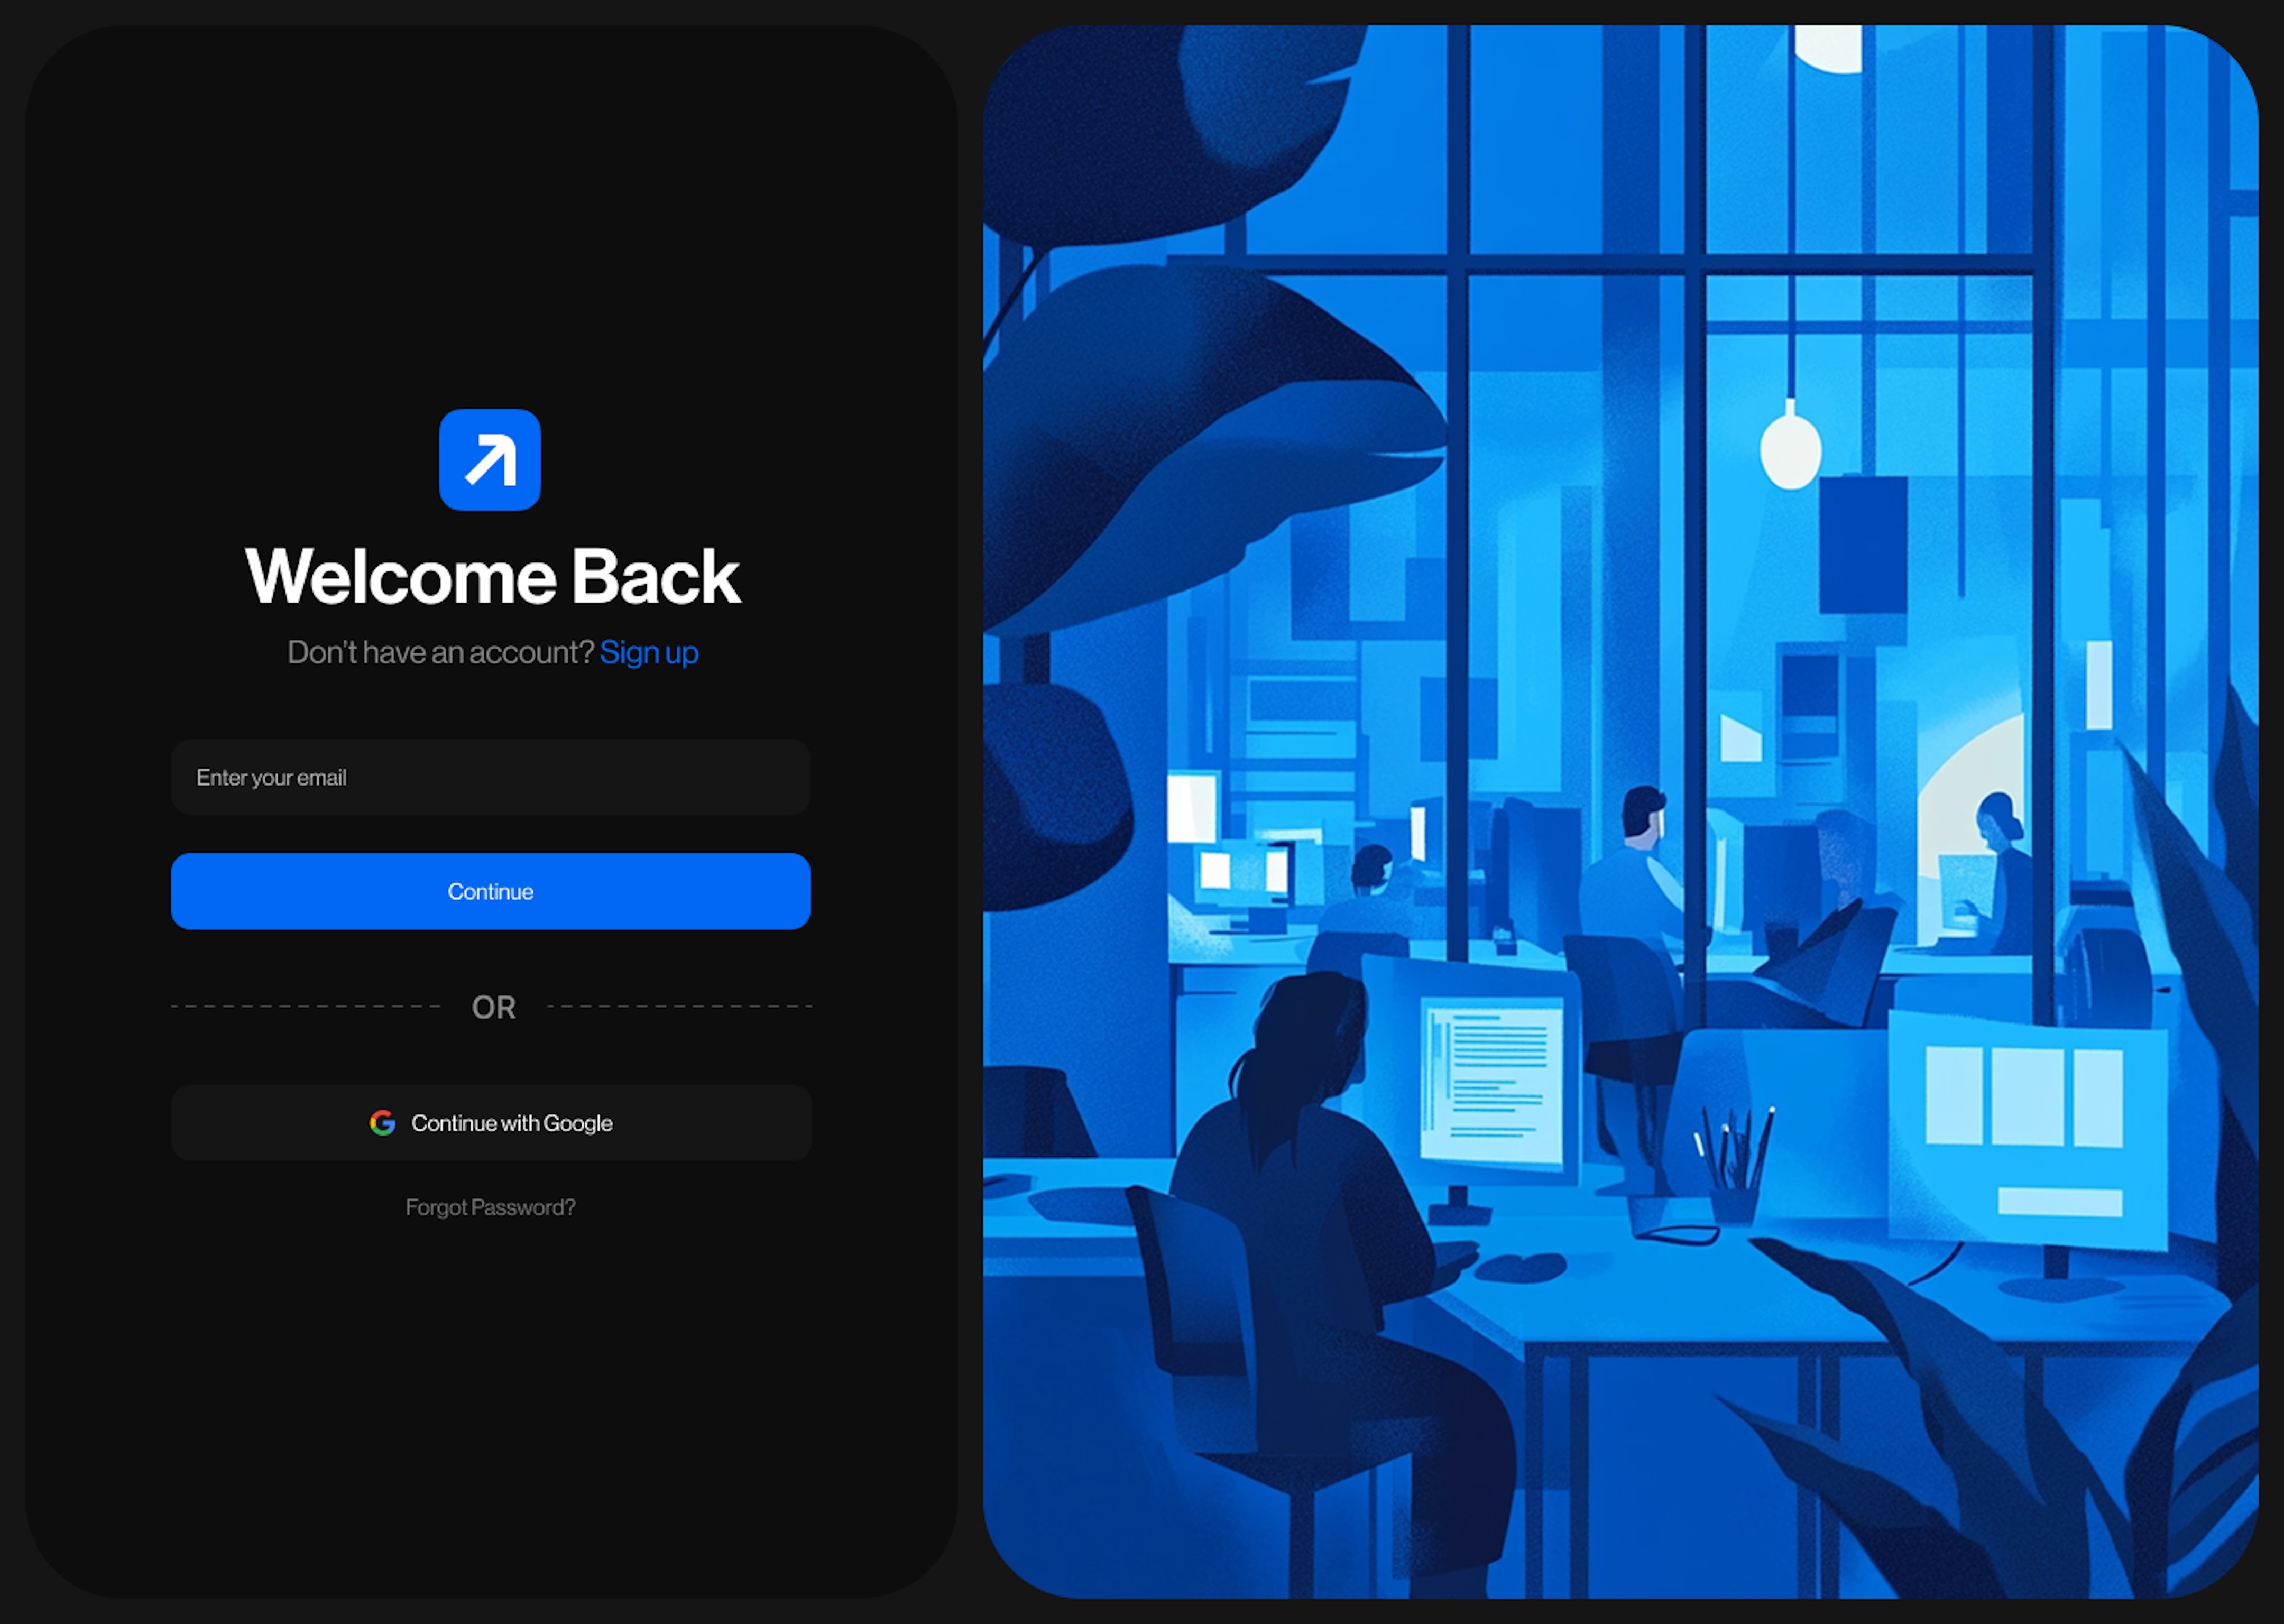 Welcome Back
Don't have an account? Sign up
Enter your email
Continue
OR
Continue with Google
Forgot Password?